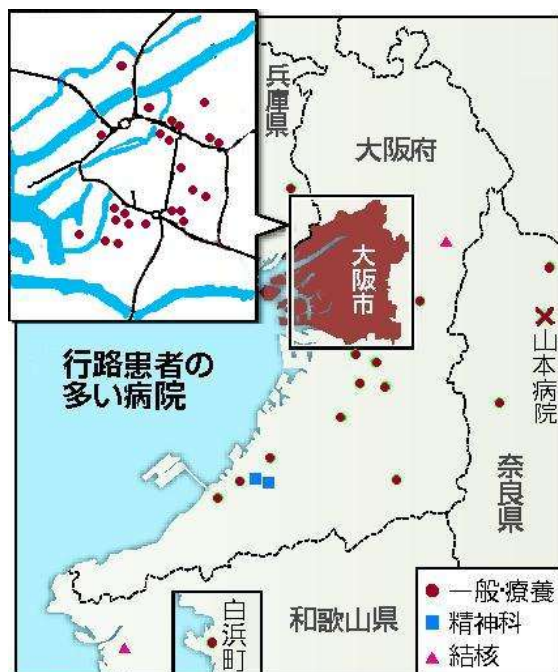 兵庫県
大阪府
大阪市
行路患者の
多い病院
山本病院
奈良県
和歌山県
白浜町
一般・療養
精神科
結核